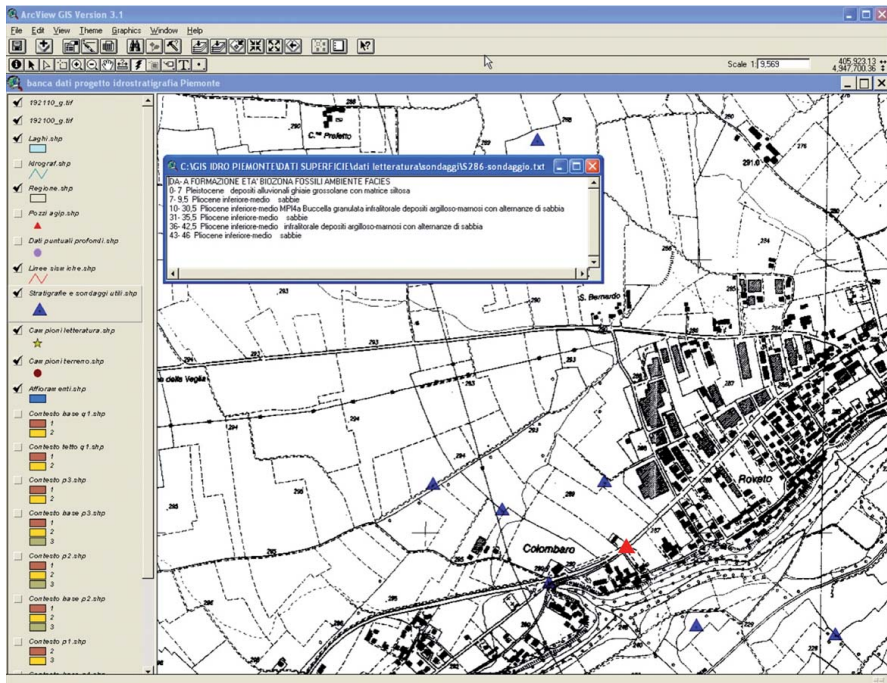 ArcView GIS Version 3.1
File Edit View Theme Graphics Window Help
Scale 1: 9,569
405,923.13
4,947,700.36
banca dati progetto idrostratigrafia Piemonte
192110_g.tif
192100_g.tif
Laghi.shp
Idrograf.shp
Regione.shp
Pozzi agip.shp
Dati puntuali profondi.shp
Linee sismiche.shp
Stratigrafie e sondaggi utili.shp
Campioni letteratura.shp
Campioni terreno.shp
Affioramenti.shp
Contesto base q1.shp
1
2
Contesto tetto q1.shp
1
2
Contesto p3.shp
1
2
Contesto base p3.shp
1
2
3
Contesto p2.shp
1
2
3
Contesto base p2.shp
1
2
3
Contesto p1.shp
1
2
3
C:\GIS IDRO PIEMONTE\DATI SUPERFICIE\dati letteratura\sondaggi\S286-sondaggio.txt
DA- A FORMAZIONE ETA' BIOZONA FOSSILI AMBIENTE FACIES
0- 7 Pleistocene depositi alluvionali ghiaie grossolane con matrice siltosa
7- 9,5 Pliocene inferiore-medio sabbie
10- 30,5 Pliocene inferiore-medio MPl4a Buccella granulata infralitorale depositi argilloso-marnosi con alternanze di sabbia
31- 35,5 Pliocene inferiore-medio sabbie
36- 42,5 Pliocene inferiore-medio infralitorale depositi argilloso-marnosi con alternanze di sabbia
43- 46 Pliocene inferiore-medio sabbie
C.na Prefetto
291.0
S. Bernardo
no della Veglia
Roveto
Colombaro